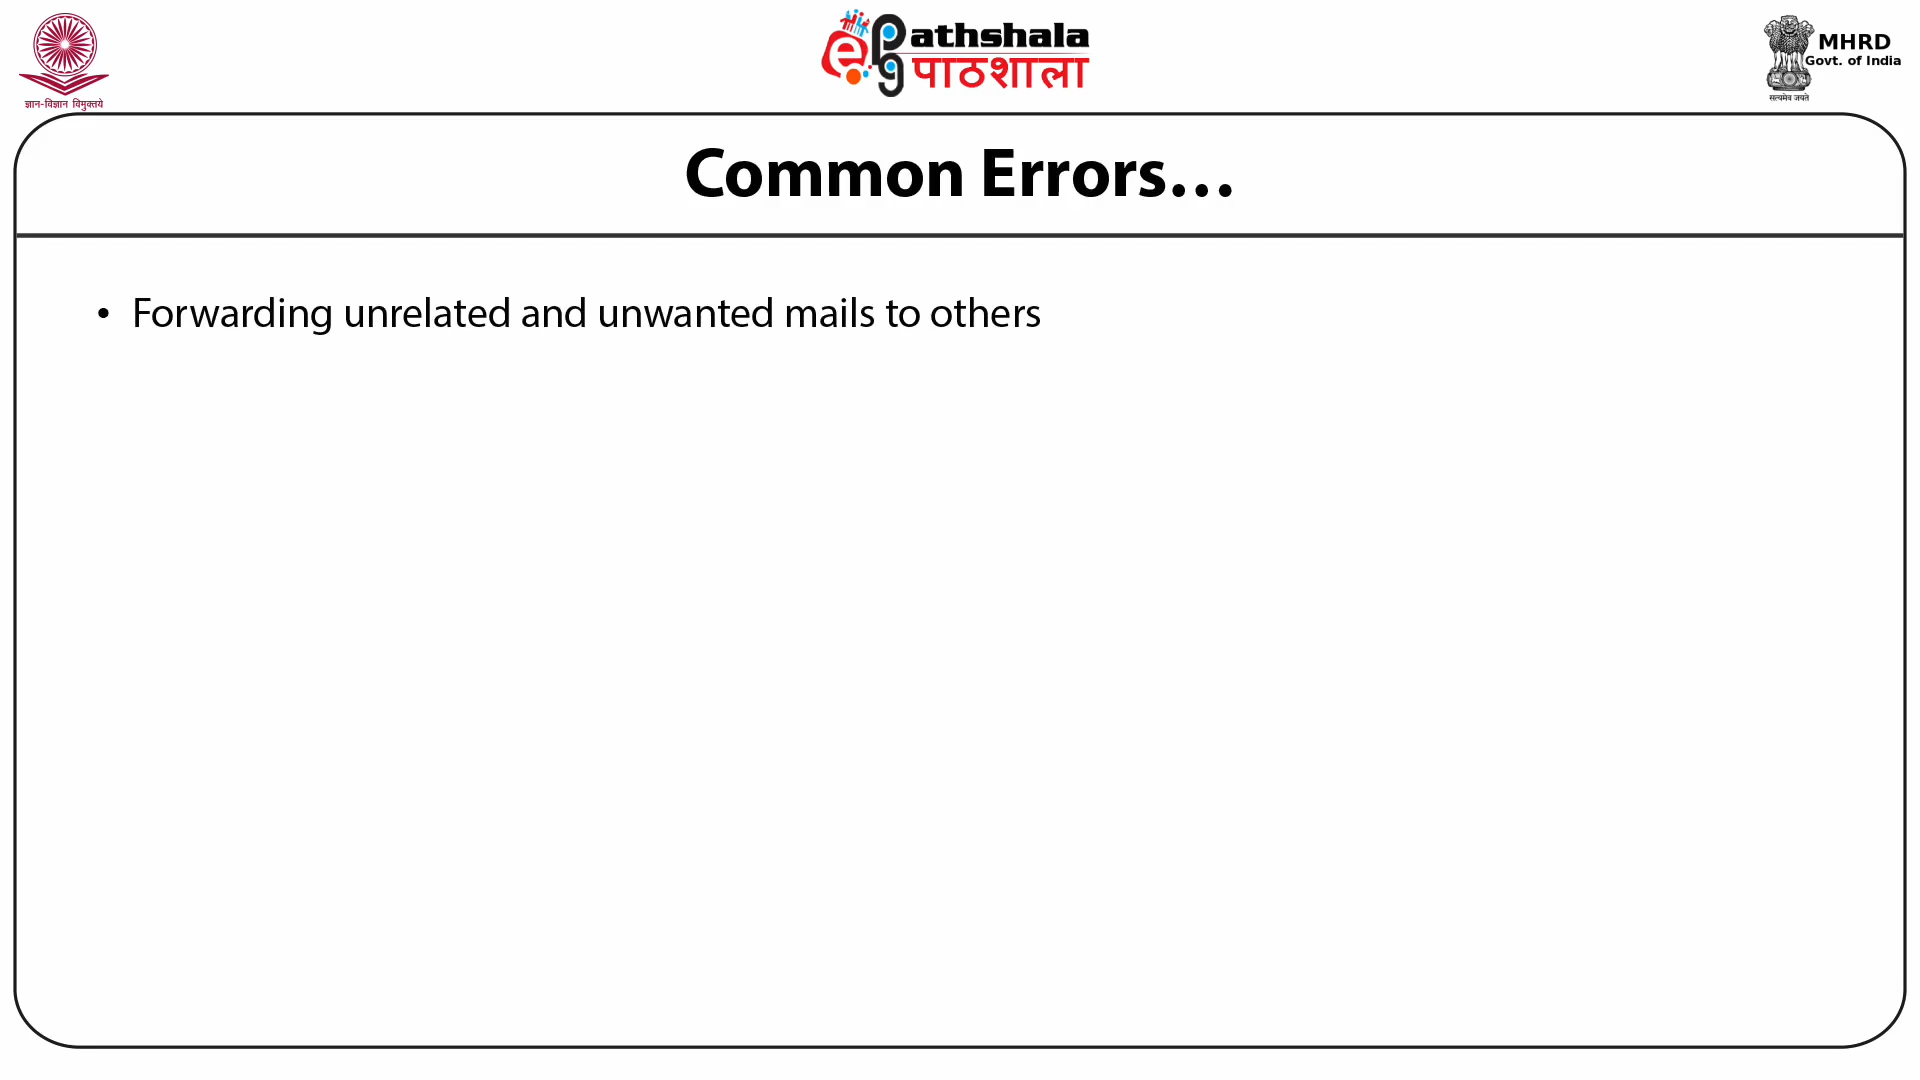 ज्ञान-विज्ञान विमुक्तये
e pg athshala
पाठशाला
MHRD
Govt. of India
सत्यमेव जयते
Common Errors…
• Forwarding unrelated and unwanted mails to others